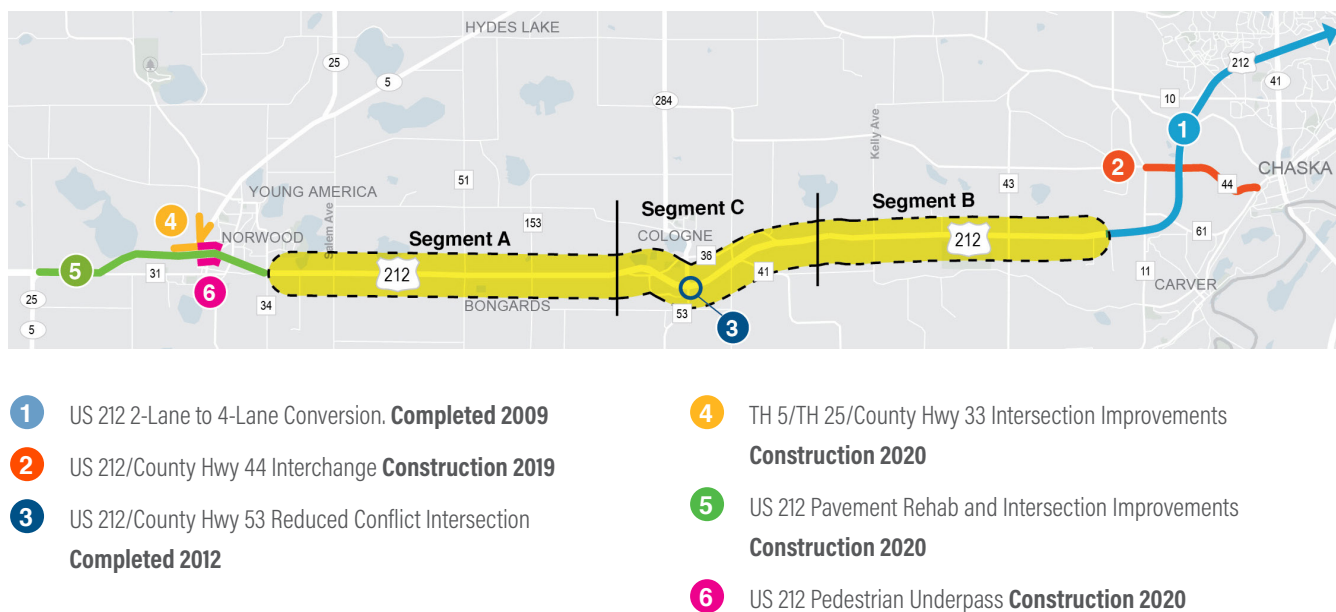 HYDES LAKE
212
25
5
41
284
10
1
Kelly Ave
2
CHASKA
51
43
44
YOUNG AMERICA
Segment B
4
153
Segment C
Salem Ave
NORWOOD
Segment A
COLOGNE
61
212
36
5
31
212
41
11
6
CARVER
25
34
BONGARDS
53
3
5
1 US 212 2-Lane to 4-Lane Conversion. Completed 2009
2 US 212/County Hwy 44 Interchange Construction 2019
3 US 212/County Hwy 53 Reduced Conflict Intersection
Completed 2012
4 TH 5/TH 25/County Hwy 33 Intersection Improvements
Construction 2020
5 US 212 Pavement Rehab and Intersection Improvements
Construction 2020
6 US 212 Pedestrian Underpass Construction 2020